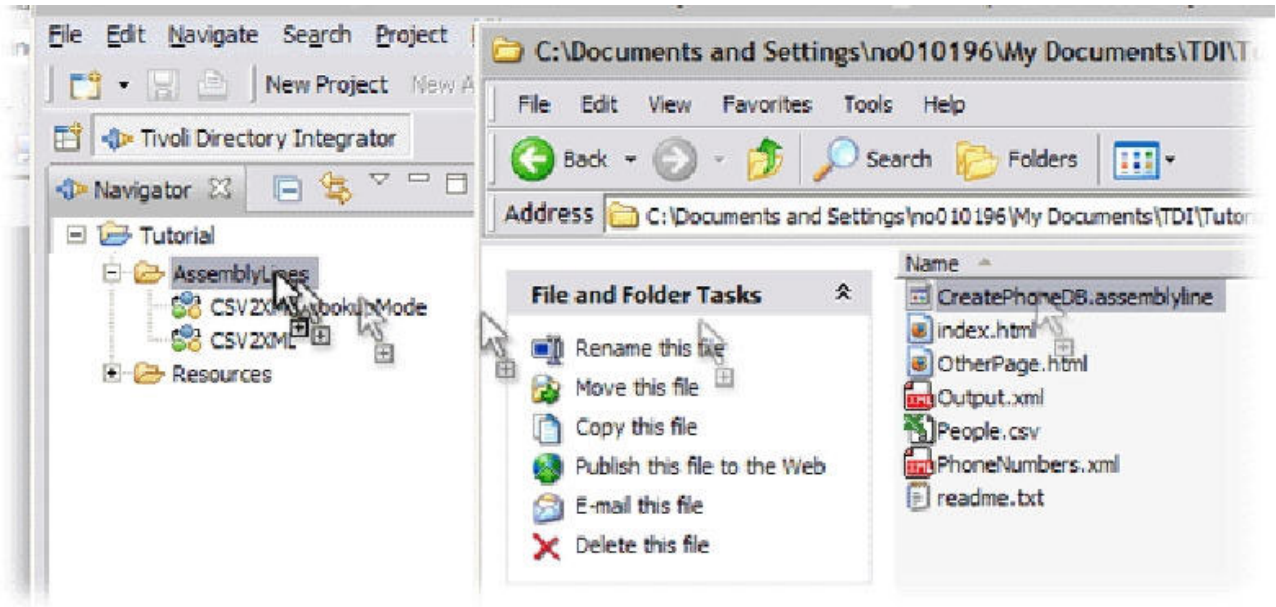 File Edit Navigate Search Project
New Project New A
Tivoli Directory Integrator
Navigator
Tutorial
AssemblyLines
CSV2XML
Resources
C:\Documents and Settings\no010196\My Documents\TDI\T
File Edit View Favorites Tools Help
Back Search Folders
Address C:\Documents and Settings\no010196\My Documents\TDI\Tutoria
File and Folder Tasks
Rename this file
Move this file
Copy this file
Publish this file to the Web
E-mail this file
Delete this file
Name
CreatePhoneDB.assemblyline
index.html
OtherPage.html
Output.xml
People.csv
PhoneNumbers.xml
readme.txt